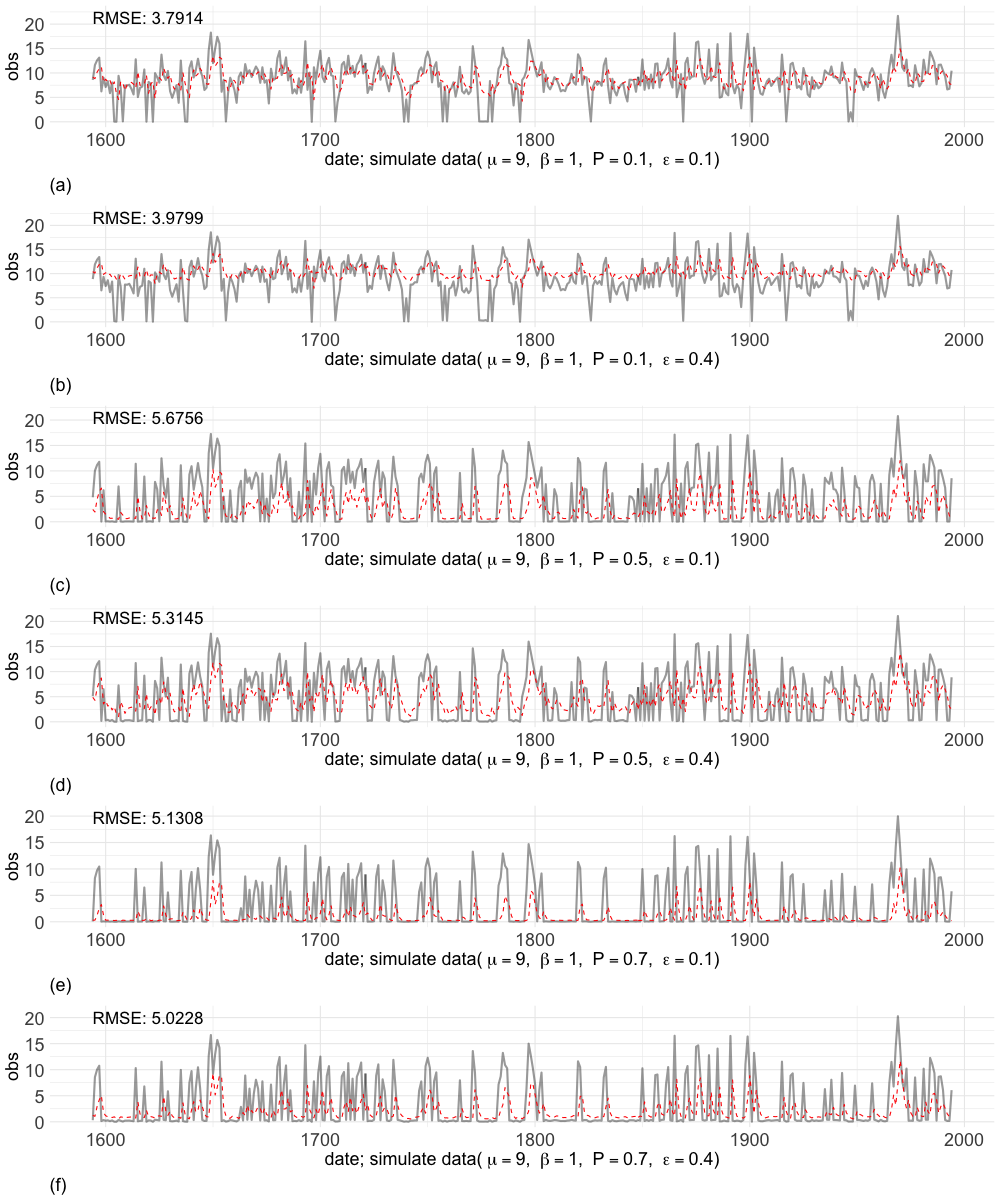 RMSE: 3.7914
20
15
10
5
0
obs
1600 1700 1800 1900 2000
date; simulate data( μ = 9, β = 1, P = 0.1, ε = 0.1)
(a)
RMSE: 3.9799
20
15
10
5
0
obs
1600 1700 1800 1900 2000
date; simulate data( μ = 9, β = 1, P = 0.1, ε = 0.4)
(b)
RMSE: 5.6756
20
15
10
5
0
obs
1600 1700 1800 1900 2000
date; simulate data( μ = 9, β = 1, P = 0.5, ε = 0.1)
(c)
RMSE: 5.3145
20
15
10
5
0
obs
1600 1700 1800 1900 2000
date; simulate data( μ = 9, β = 1, P = 0.5, ε = 0.4)
(d)
RMSE: 5.1308
20
15
10
5
0
obs
1600 1700 1800 1900 2000
date; simulate data( μ = 9, β = 1, P = 0.7, ε = 0.1)
(e)
RMSE: 5.0228
20
15
10
5
0
obs
1600 1700 1800 1900 2000
date; simulate data( μ = 9, β = 1, P = 0.7, ε = 0.4)
(f)